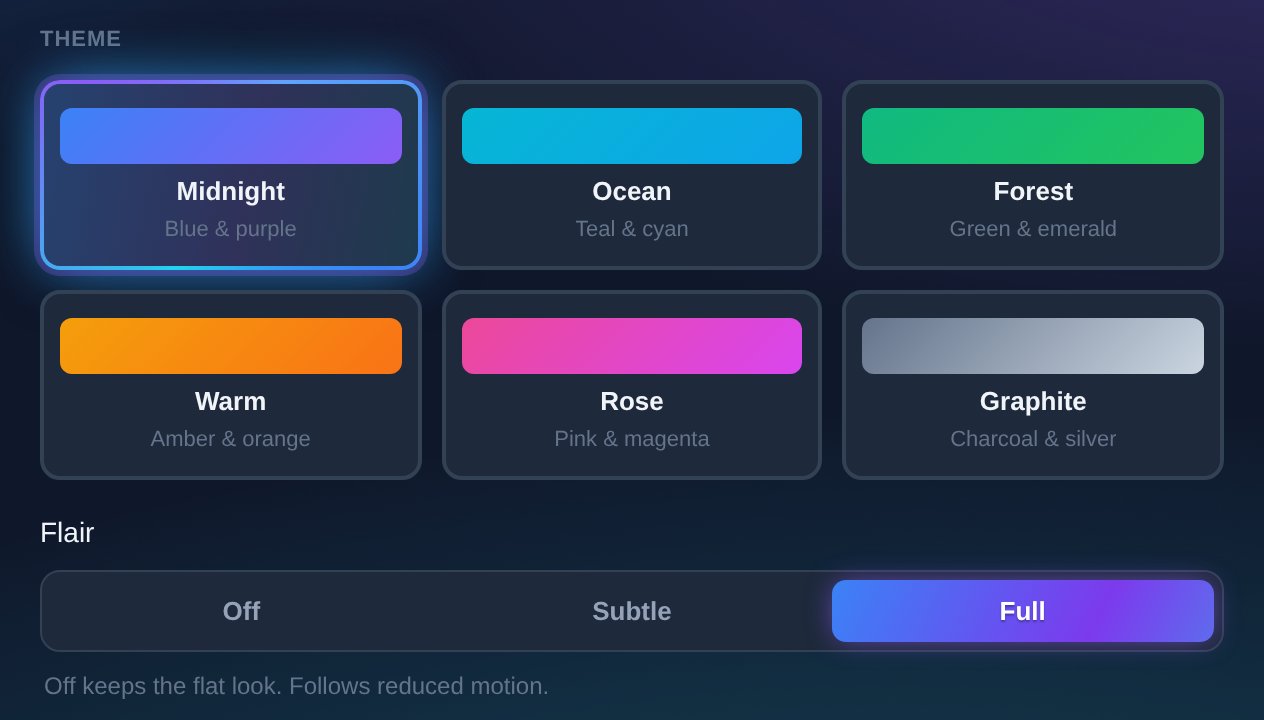 THEME
Midnight
Blue & purple
Ocean
Teal & cyan
Forest
Green & emerald
Warm
Amber & orange
Rose
Pink & magenta
Graphite
Charcoal & silver
Flair
Off
Subtle
Full
Off keeps the flat look. Follows reduced motion.